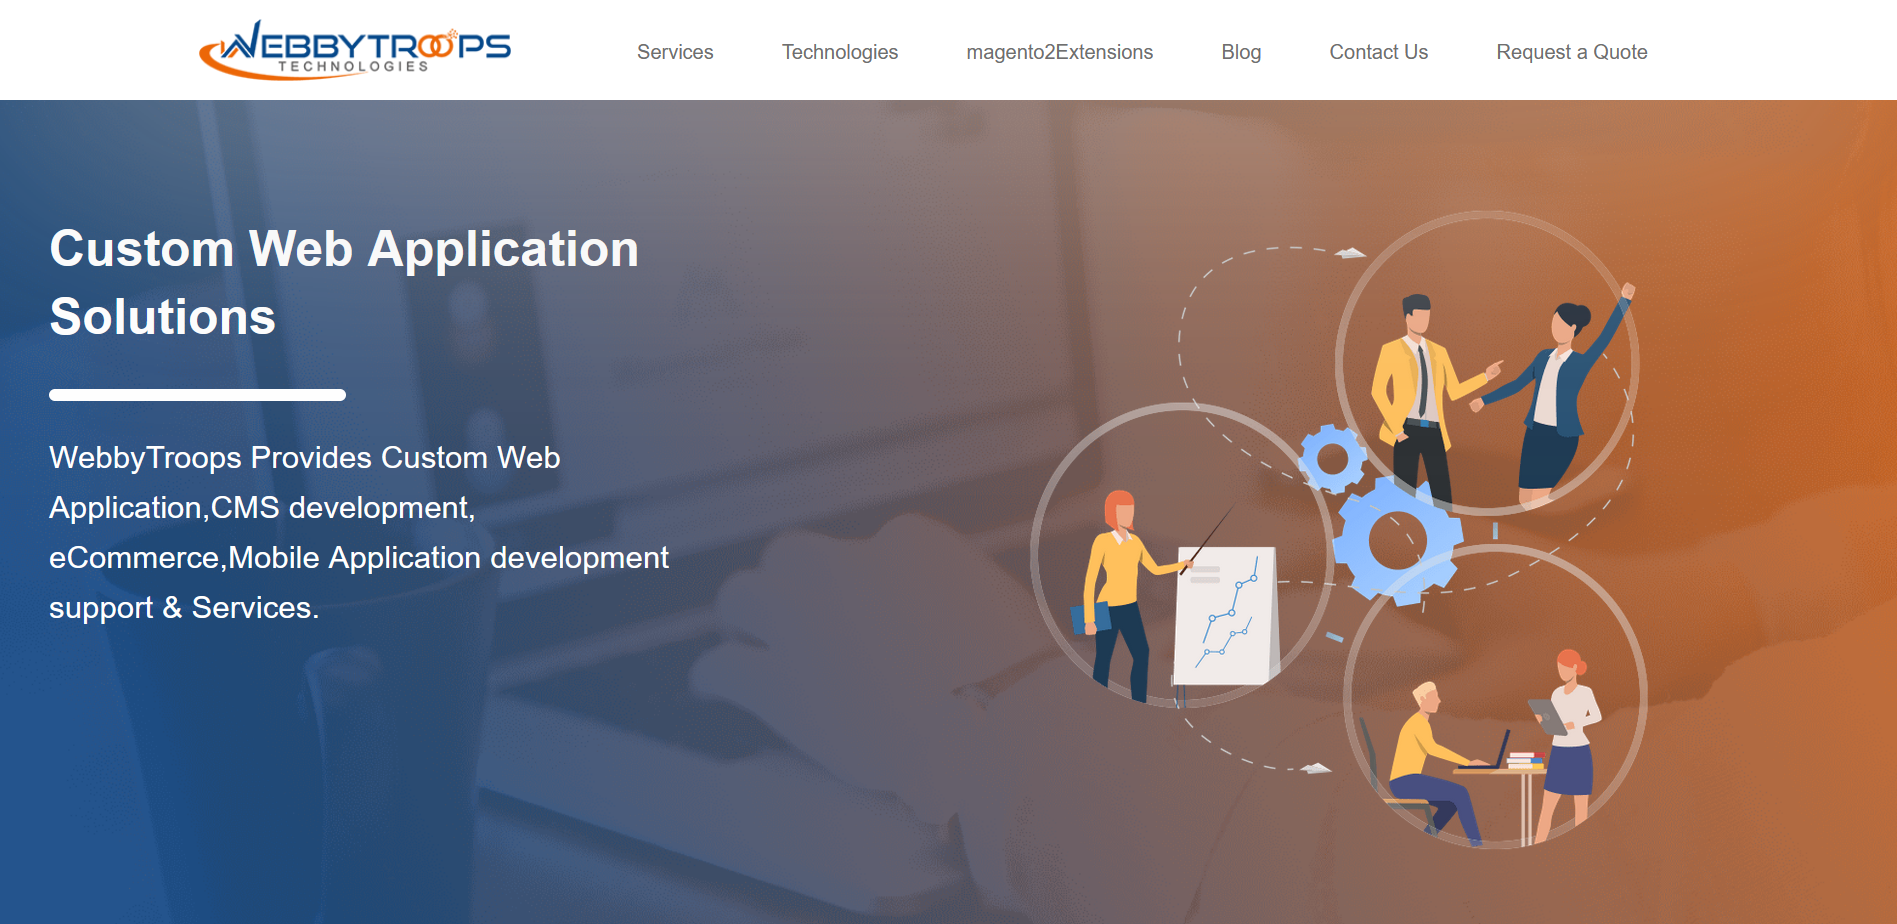 WEBBYTROOPS
TECHNOLOGIES
Services
Technologies
magento2Extensions
Blog
Contact Us
Request a Quote
Custom Web Application
Solutions
WebbyTroops Provides Custom Web
Application,CMS development,
eCommerce,Mobile Application development
support & Services.